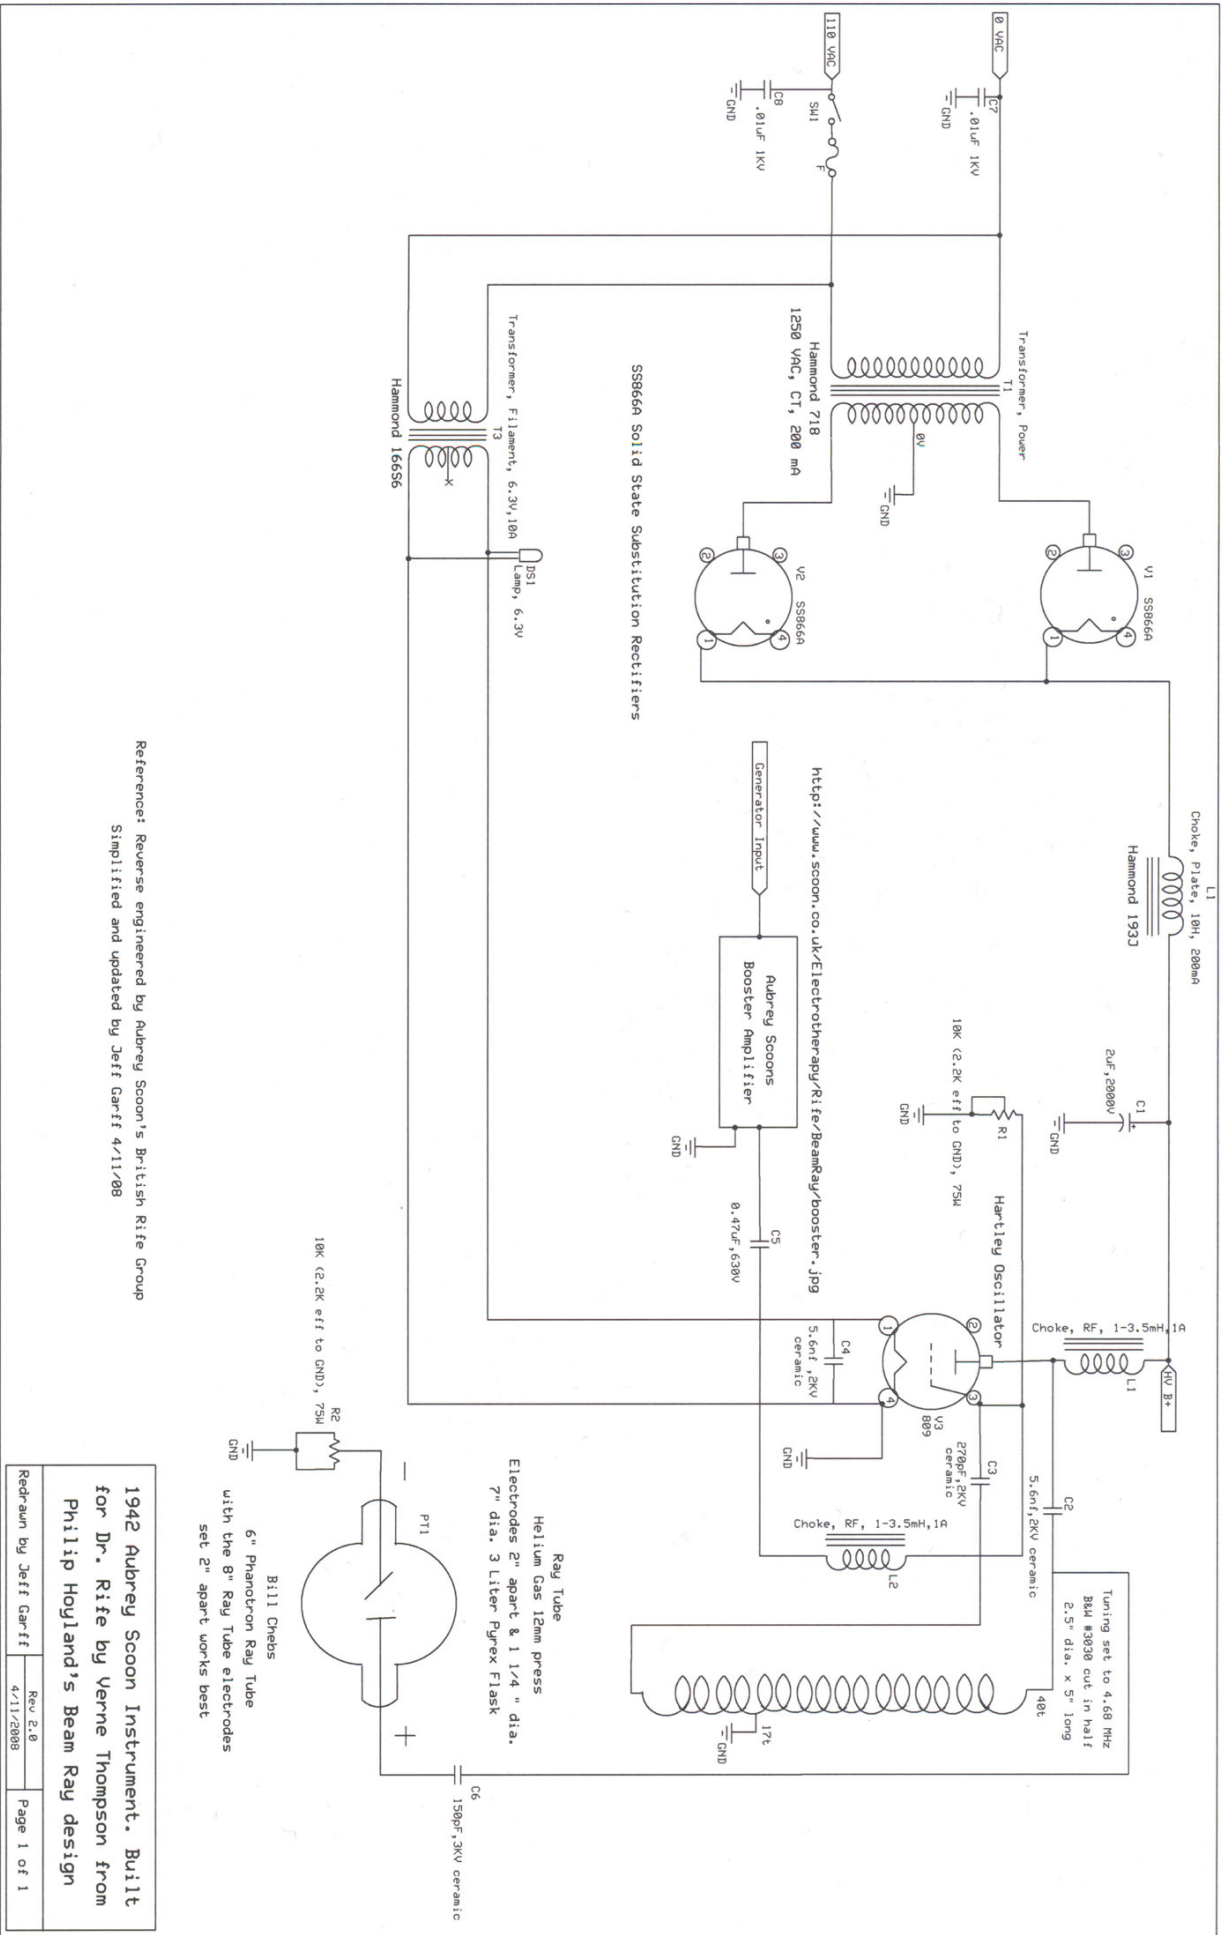 0 VAC
C7
.01uF 1KV
GND
110 VAC
C8
.01uF 1KV
GND
SW1
F
Transformer, Power
T1
0V
GND
Hammond 718
1250 VAC, CT, 200 mA
V1 SS866A
3
2
4
1
V2 SS866A
3
2
4
1
SS866A Solid State Substitution Rectifiers
Transformer, Filament, 6.3V,10A
T3
X
Hammond 166S6
DS1
Lamp, 6.3V
L1
Choke, Plate, 10H, 200mA
Hammond 193J
C1
+
2uF,2000V
GND
R1
10K (2.2K eff to GND), 75W
GND
http://www.scoon.co.uk/Electrotherapy/Rife/BeamRay/booster.jpg
Generator Input
Aubrey Scoons
Booster Amplifier
GND
C5
0.47uF,630V
Hartley Oscillator
HV B+
Choke, RF, 1-3.5mH,1A
L1
2
3
1
4
V3
809
C4
5.6nf ,2KV
ceramic
GND
C3
270pF,2KV
ceramic
C2
5.6nf,2KV ceramic
Choke, RF, 1-3.5mH,1A
L2
Tuning set to 4.68 MHz
B&W #3030 cut in half
2.5" dia. x 5" long
40t
17t
GND
Ray Tube
Helium Gas 12mm press
Electrodes 2" apart & 1 1/4 " dia.
7" dia. 3 Liter Pyrex Flask
PT1
-
+
C6
150pF,3KV ceramic
R2
10K (2.2K eff to GND), 75W
GND
Bill Chebs
6" Phanotron Ray Tube
with the 8" Ray Tube electrodes
set 2" apart works best
Reference: Reverse engineered by Aubrey Scoon's British Rife Group
Simplified and updated by Jeff Garff 4/11/08
1942 Aubrey Scoon Instrument. Built
for Dr. Rife by Verne Thompson from
Philip Hoyland's Beam Ray design
Redrawn by Jeff Garff
Rev 2.0
4/11/2008
Page 1 of 1